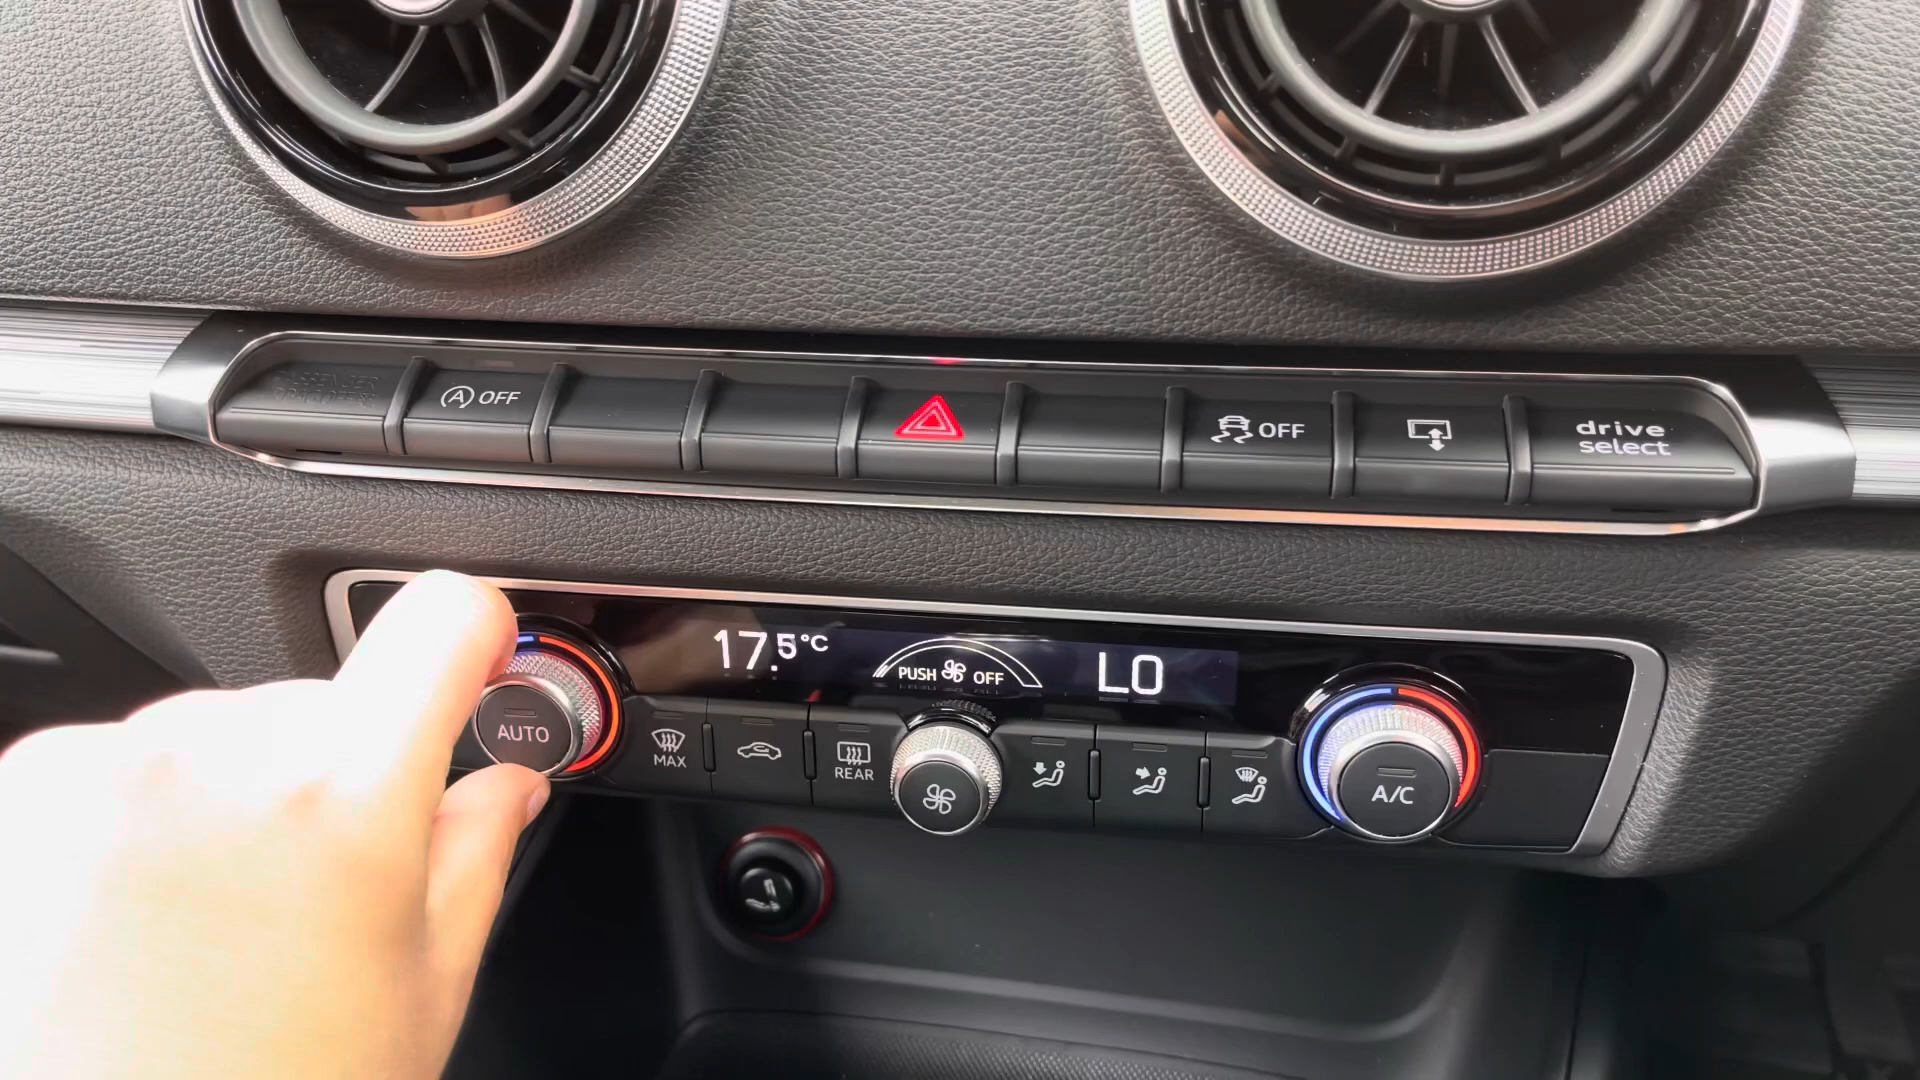 OFF
OFF
drive
select
17.5°C
PUSH OFF
LO
AUTO
MAX
REAR
A/C